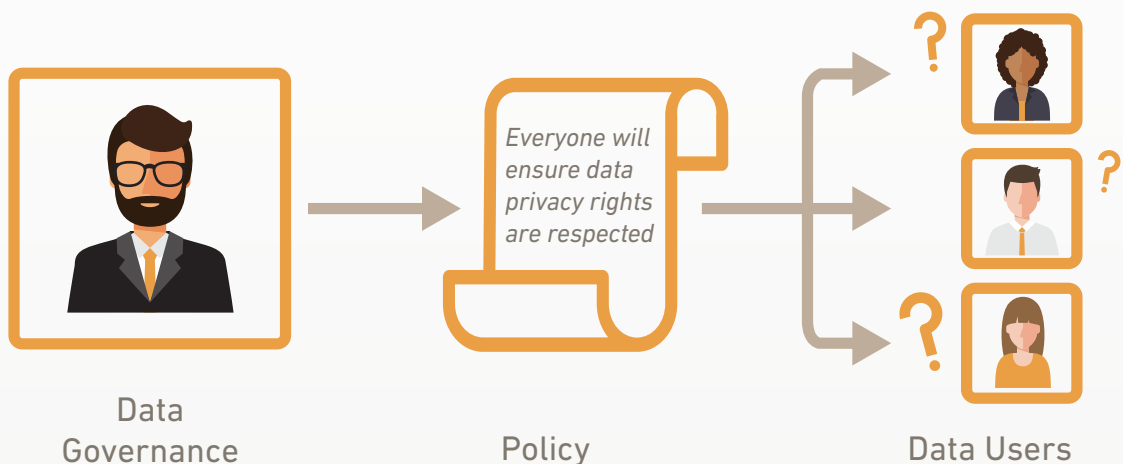 Everyone will
ensure data
privacy rights
are respected
?
?
?
Data
Governance
Policy
Data Users